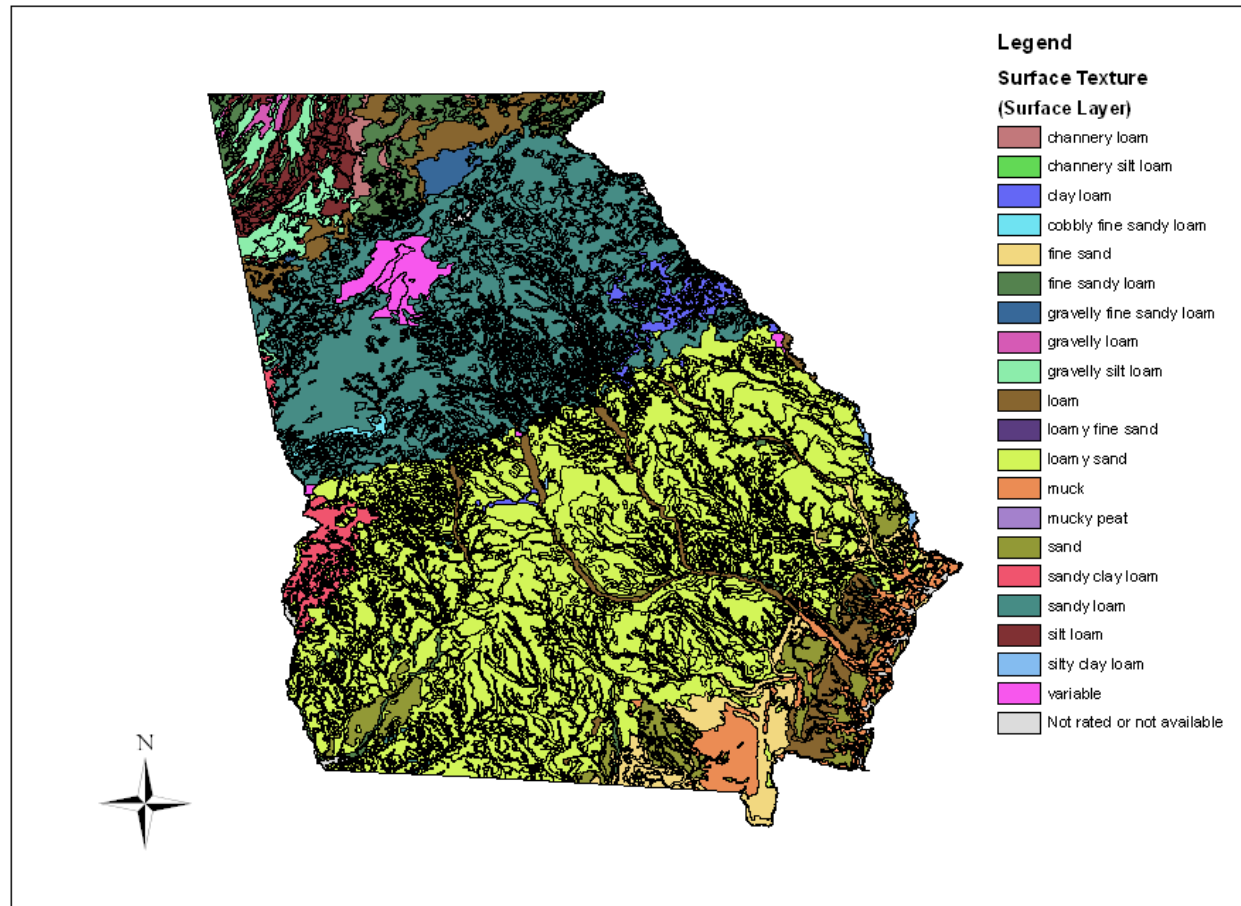 Legend
Surface Texture
(Surface Layer)
channery loam
channery silt loam
clay loam
cobbly fine sandy loam
fine sand
fine sandy loam
gravelly fine sandy loam
gravelly loam
gravelly silt loam
loam
loamy fine sand
loamy sand
muck
mucky peat
sand
sandy clay loam
sandy loam
silt loam
silty clay loam
variable
Not rated or not available
N